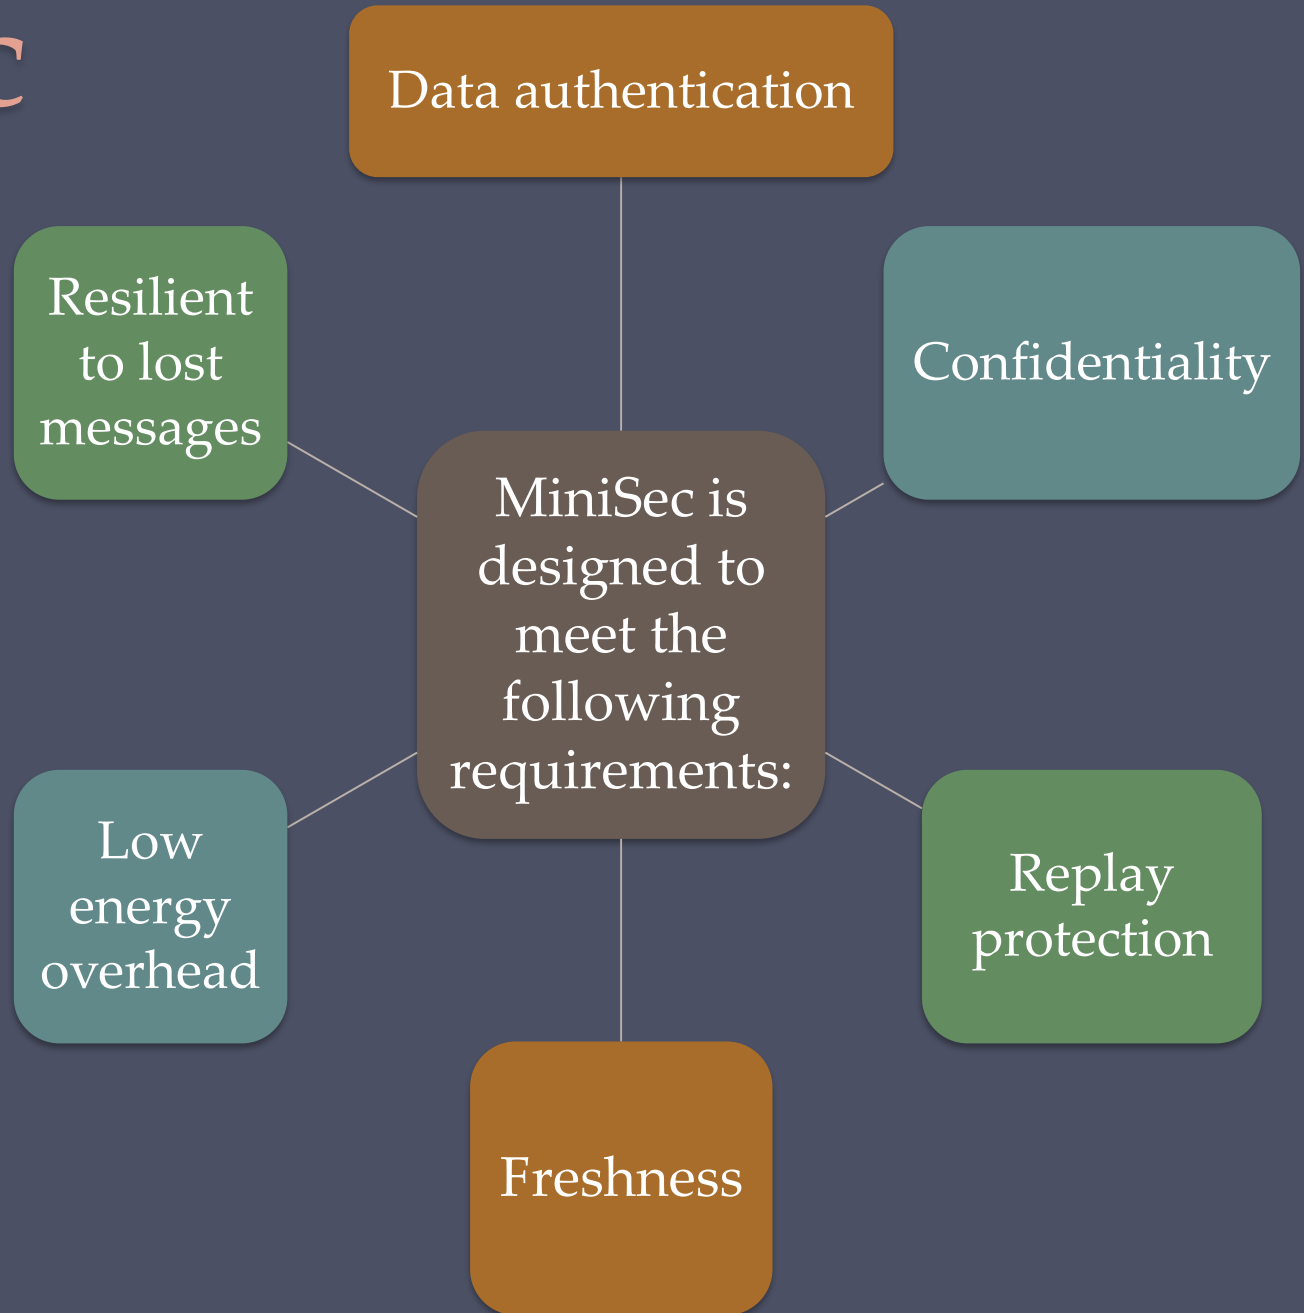 c
Data authentication
Confidentiality
Replay
protection
Freshness
Low
energy
overhead
Resilient
to lost
messages
MiniSec is
designed to
meet the
following
requirements: